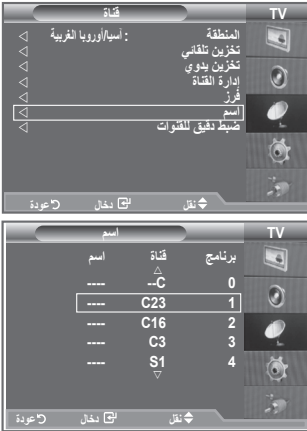 TV
قناة
المنطقة : آسيا/أوروبا الغربية
تخزين تلقائي
تخزين يدوي
إدارة القناة
فرز
اسم
ضبط دقيق للقنوات
نقل دخال عودة
TV
اسم
برنامج قناة اسم
0 C-- ----
1 C23 ----
2 C16 ----
3 C3 ----
4 S1 ----
نقل دخال عودة